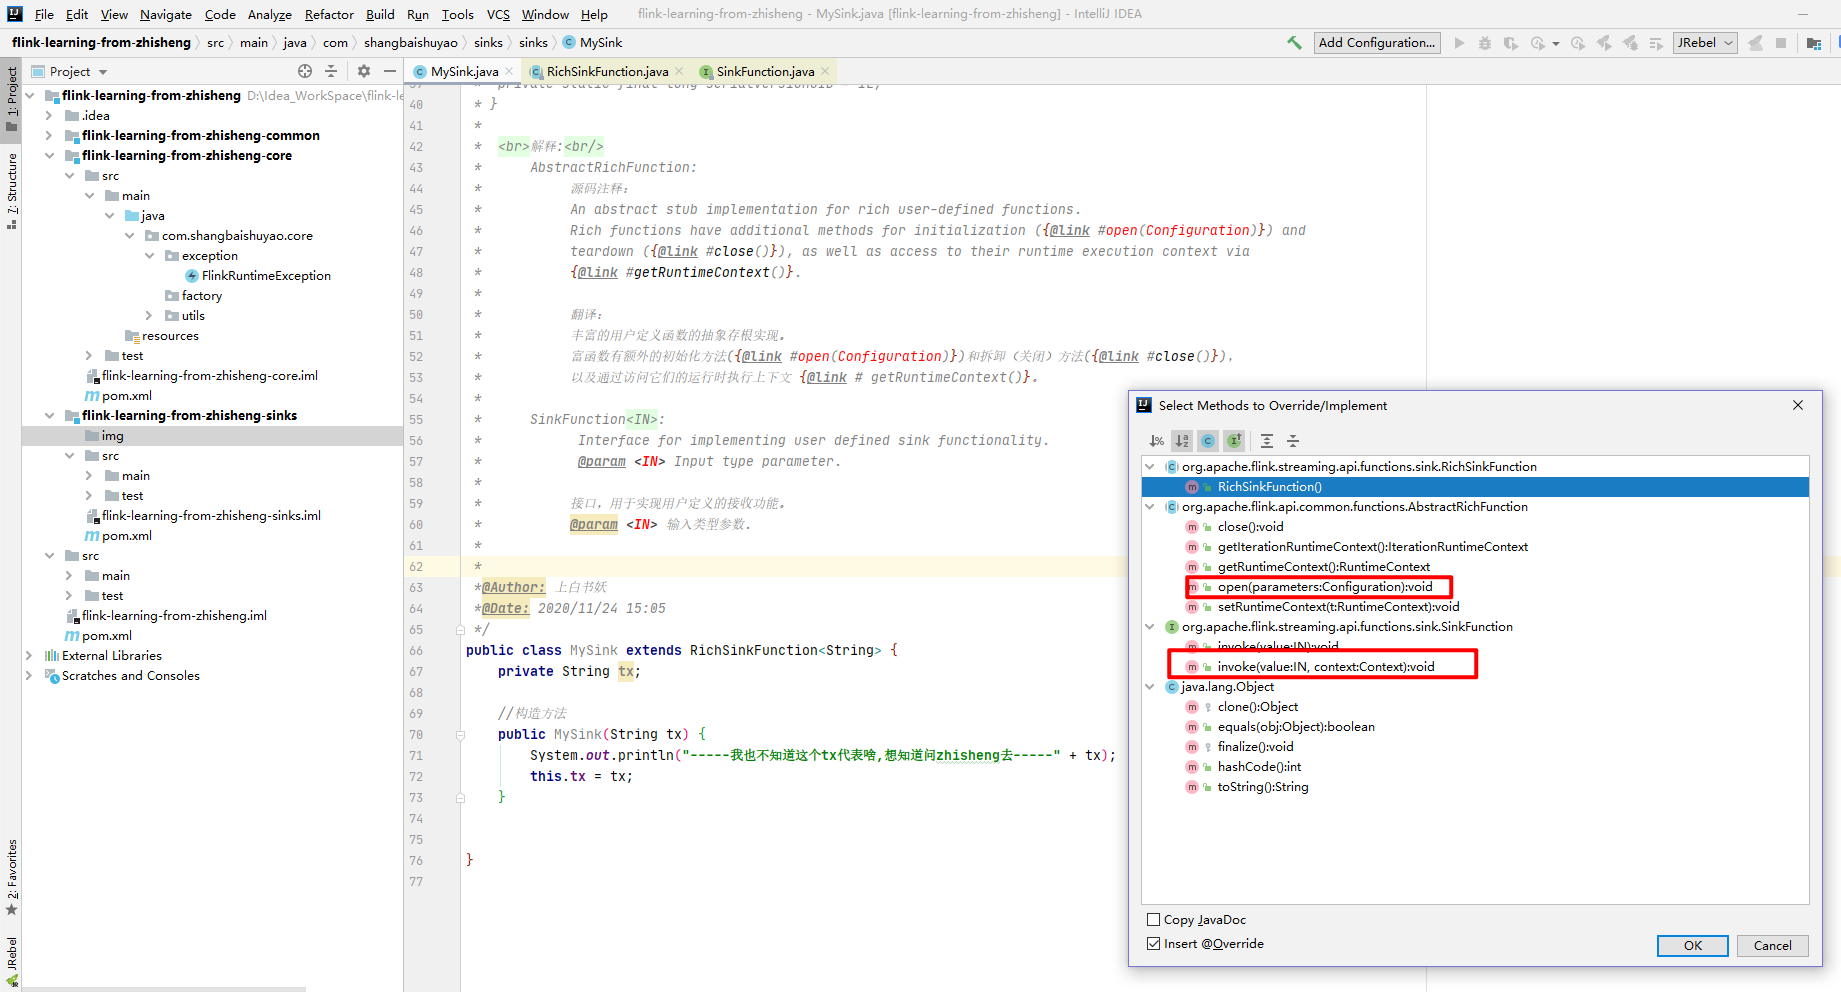 File Edit View Navigate Code Analyze Refactor Build Run Tools VCS Window Help flink-learning-from-zhisheng - MySink.java [flink-learning-from-zhisheng] - IntelliJ IDEA
flink-learning-from-zhisheng src main java com shangbaishuyao sinks sinks MySink Add Configuration... JRebel
Project
MySink.java RichSinkFunction.java SinkFunction.java
1: Project
7: Structure
2: Favorites
JRebel
flink-learning-from-zhisheng D:\Idea_WorkSpace\flink-le
.idea
flink-learning-from-zhisheng-common
flink-learning-from-zhisheng-core
src
main
java
com.shangbaishuyao.core
exception
FlinkRuntimeException
factory
utils
resources
test
flink-learning-from-zhisheng-core.iml
pom.xml
flink-learning-from-zhisheng-sinks
img
src
main
test
flink-learning-from-zhisheng-sinks.iml
pom.xml
src
main
test
flink-learning-from-zhisheng.iml
pom.xml
External Libraries
Scratches and Consoles
39 * private static final long serialVersionUID = 1L;
40 * }
41 *
42 * <br>解释:<br/>
43 * AbstractRichFunction:
44 * 源码注释:
45 * An abstract stub implementation for rich user-defined functions.
46 * Rich functions have additional methods for initialization ({@link #open(Configuration)}) and
47 * teardown ({@link #close()}), as well as access to their runtime execution context via
48 * {@link #getRuntimeContext()}.
49 *
50 * 翻译:
51 * 丰富的用户定义函数的抽象存根实现。
52 * 富函数有额外的初始化方法({@link #open(Configuration)})和拆卸（关闭）方法({@link #close()}),
53 * 以及通过访问它们的运行时执行上下文 {@link # getRuntimeContext()}.
54 *
55 * SinkFunction<IN>:
56 * Interface for implementing user defined sink functionality.
57 * @param <IN> Input type parameter.
58 *
59 * 接口，用于实现用户定义的接收功能。
60 * @param <IN> 输入类型参数.
61 *
62 *
63 *@Author: 上白书妖
64 *@Date: 2020/11/24 15:05
65 */
66 public class MySink extends RichSinkFunction<String> {
67 private String tx;
68
69 //构造方法
70 public MySink(String tx) {
71 System.out.println("-----我也不知道这个tx代表啥,想知道问zhisheng去-----" + tx);
72 this.tx = tx;
73 }
74
75
76 }
77
Select Methods to Override/Implement
org.apache.flink.streaming.api.functions.sink.RichSinkFunction
RichSinkFunction()
org.apache.flink.api.common.functions.AbstractRichFunction
close():void
getIterationRuntimeContext():IterationRuntimeContext
getRuntimeContext():RuntimeContext
open(parameters:Configuration):void
setRuntimeContext(t:RuntimeContext):void
org.apache.flink.streaming.api.functions.sink.SinkFunction
invoke(value:IN):void
invoke(value:IN, context:Context):void
java.lang.Object
clone():Object
equals(obj:Object):boolean
finalize():void
hashCode():int
toString():String
Copy JavaDoc
Insert @Override
OK Cancel